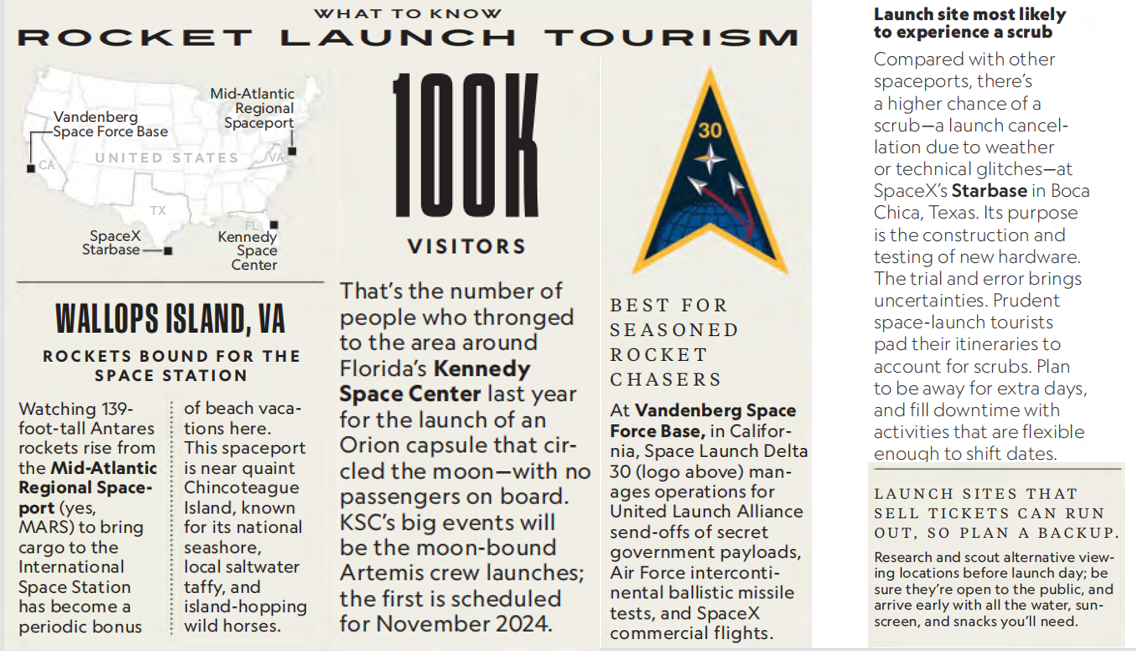 WHAT TO KNOW
ROCKET LAUNCH TOURISM
Mid-Atlantic
Regional
Spaceport
Vandenberg
Space Force Base
UNITED STATES
VA
CA
TX
FL
SpaceX
Starbase
Kennedy
Space
Center
WALLOPS ISLAND, VA
ROCKETS BOUND FOR THE
SPACE STATION
Watching 139-
foot-tall Antares
rockets rise from
the Mid-Atlantic
Regional Space-
port (yes,
MARS) to bring
cargo to the
International
Space Station
has become a
periodic bonus
of beach vaca-
tions here.
This spaceport
is near quaint
Chincoteague
Island, known
for its national
seashore,
local saltwater
taffy, and
island-hopping
wild horses.
100K
VISITORS
That's the number of
people who thronged
to the area around
Florida's Kennedy
Space Center last year
for the launch of an
Orion capsule that cir-
cled the moon—with no
passengers on board.
KSC's big events will
be the moon-bound
Artemis crew launches;
the first is scheduled
for November 2024.
30
BEST FOR
SEASONED
ROCKET
CHASERS
At Vandenberg Space
Force Base, in Califor-
nia, Space Launch Delta
30 (logo above) man-
ages operations for
United Launch Alliance
send-offs of secret
government payloads,
Air Force interconti-
nental ballistic missile
tests, and SpaceX
commercial flights.
Launch site most likely
to experience a scrub
Compared with other
spaceports, there's
a higher chance of a
scrub—a launch cancel-
lation due to weather
or technical glitches—at
SpaceX's Starbase in Boca
Chica, Texas. Its purpose
is the construction and
testing of new hardware.
The trial and error brings
uncertainties. Prudent
space-launch tourists
pad their itineraries to
account for scrubs. Plan
to be away for extra days,
and fill downtime with
activities that are flexible
enough to shift dates.
LAUNCH SITES THAT
SELL TICKETS CAN RUN
OUT, SO PLAN A BACKUP.
Research and scout alternative view-
ing locations before launch day; be
sure they're open to the public, and
arrive early with all the water, sun-
screen, and snacks you'll need.